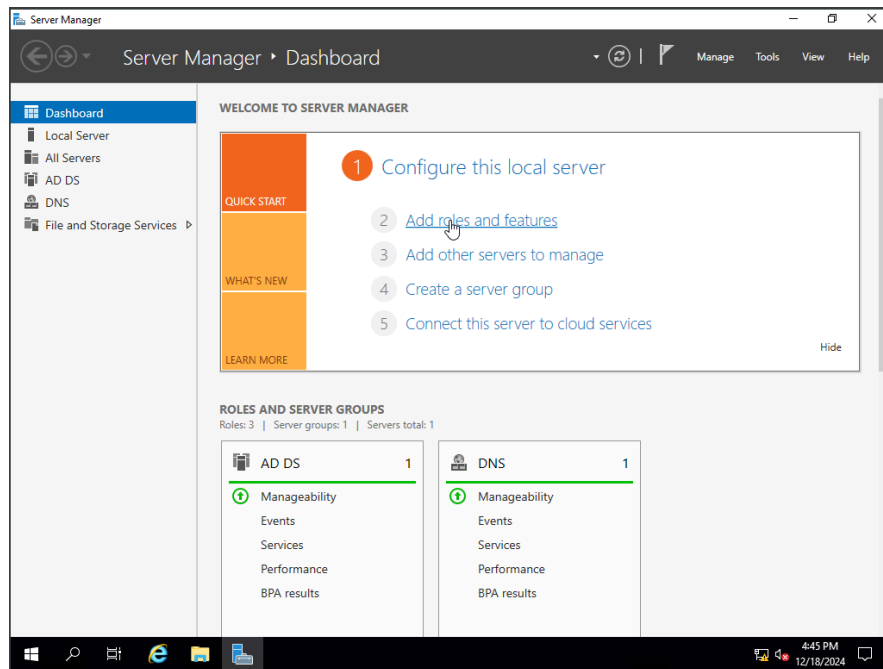 Server Manager
Server Manager ‣ Dashboard
Manage Tools View Help
Dashboard
Local Server
All Servers
AD DS
DNS
File and Storage Services
WELCOME TO SERVER MANAGER
QUICK START
WHAT'S NEW
LEARN MORE
1 Configure this local server
2 Add roles and features
3 Add other servers to manage
4 Create a server group
5 Connect this server to cloud services
Hide
ROLES AND SERVER GROUPS
Roles: 3 | Server groups: 1 | Servers total: 1
AD DS 1
Manageability
Events
Services
Performance
BPA results
DNS 1
Manageability
Events
Services
Performance
BPA results
4:45 PM
12/18/2024